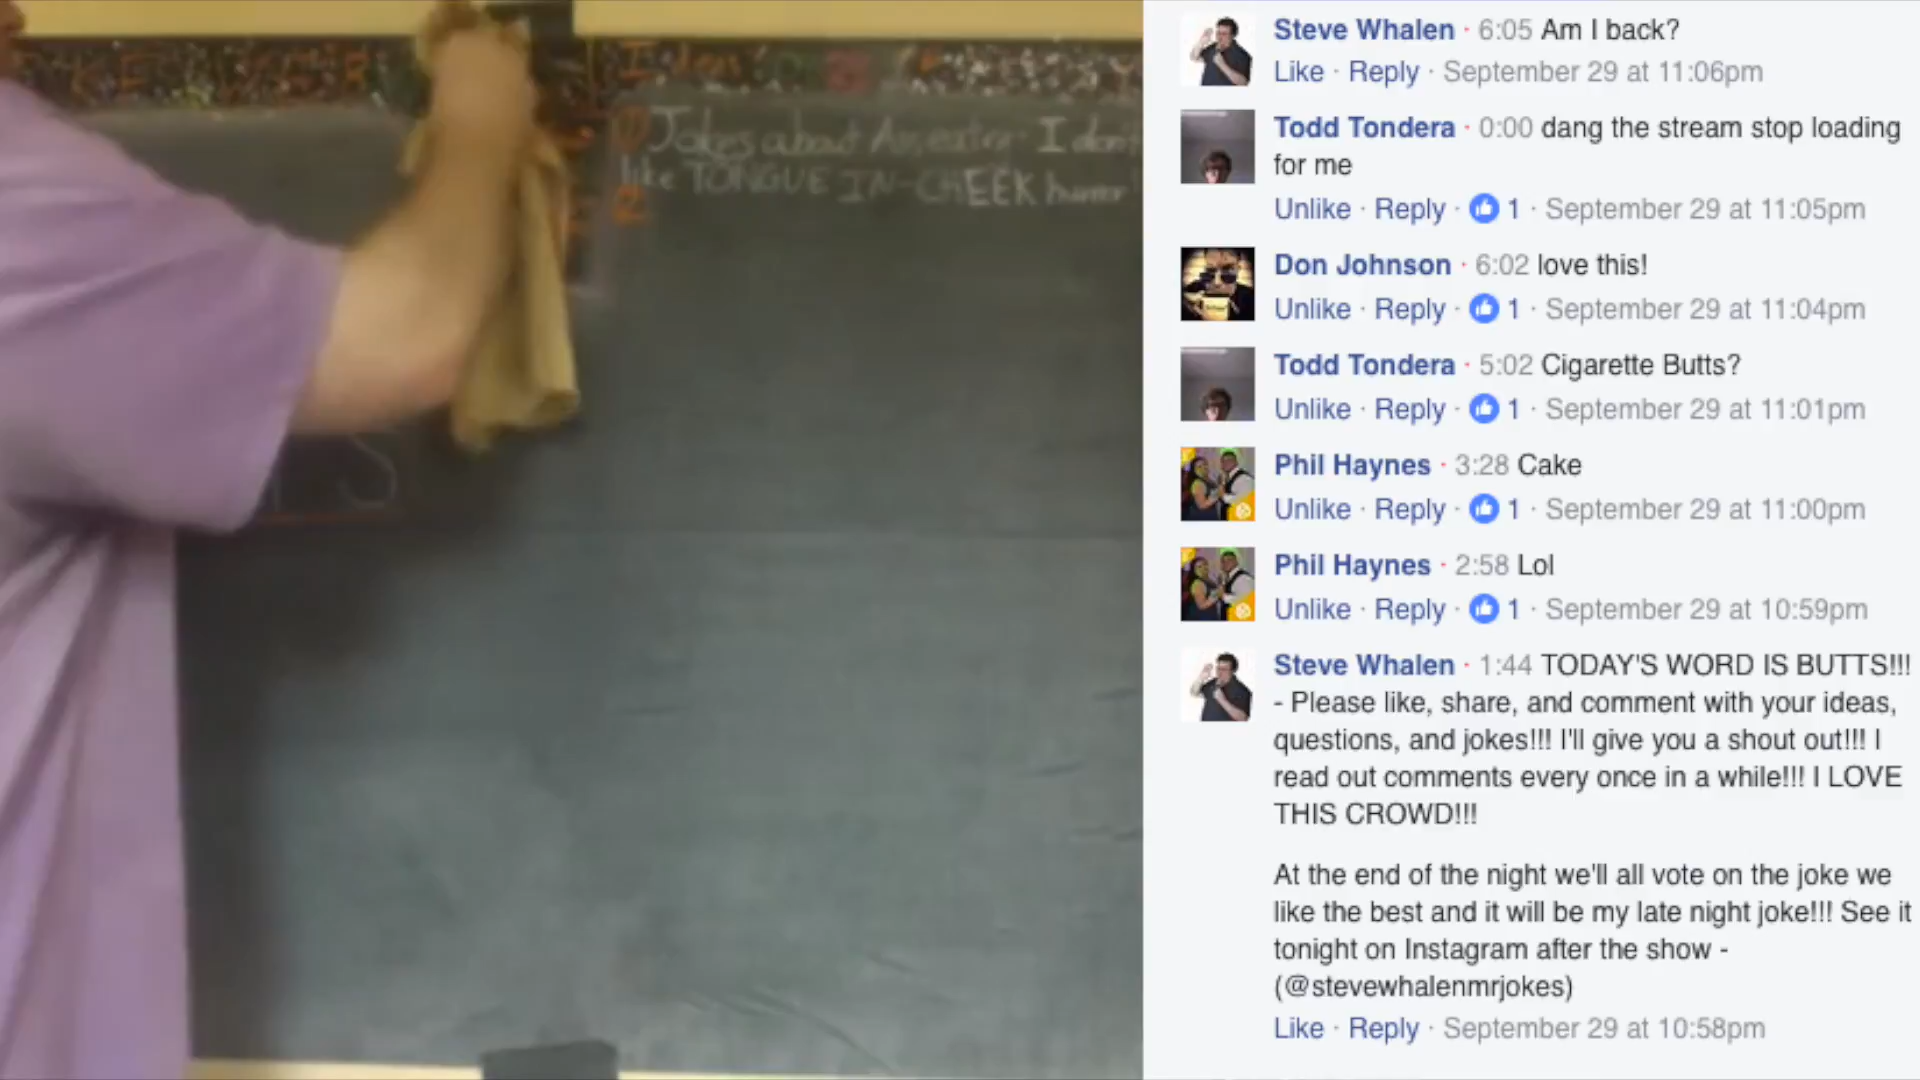 Jokes about Ancestry - I don't
like TONGUE IN-CHEEK humor
2
S
Steve Whalen · 6:05 Am I back?
Like · Reply · September 29 at 11:06pm
Todd Tondera · 0:00 dang the stream stop loading
for me
Unlike · Reply · 1 · September 29 at 11:05pm
Don Johnson · 6:02 love this!
Unlike · Reply · 1 · September 29 at 11:04pm
Todd Tondera · 5:02 Cigarette Butts?
Unlike · Reply · 1 · September 29 at 11:01pm
Phil Haynes · 3:28 Cake
Unlike · Reply · 1 · September 29 at 11:00pm
Phil Haynes · 2:58 Lol
Unlike · Reply · 1 · September 29 at 10:59pm
Steve Whalen · 1:44 TODAY'S WORD IS BUTTS!!!
- Please like, share, and comment with your ideas,
questions, and jokes!!! I'll give you a shout out!!! I
read out comments every once in a while!!! I LOVE
THIS CROWD!!!
At the end of the night we'll all vote on the joke we
like the best and it will be my late night joke!!! See it
tonight on Instagram after the show -
(@stevewhalenmrjokes)
Like · Reply · September 29 at 10:58pm